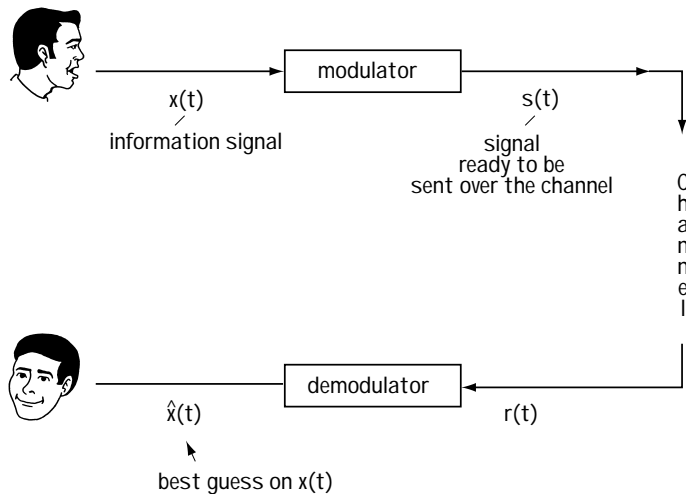 modulator
x(t)
s(t)
information signal
signal
ready to be
sent over the channel
C
h
a
n
n
e
l
demodulator
x̂(t)
r(t)
best guess on x(t)